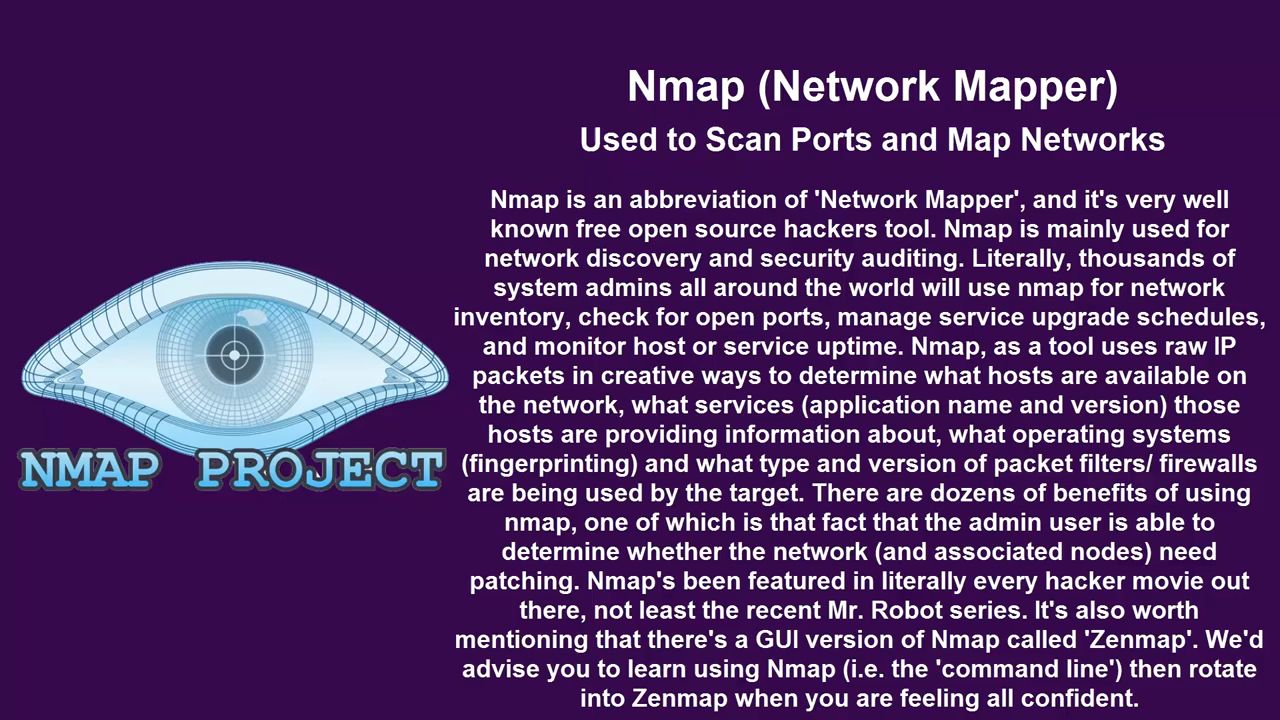 Nmap (Network Mapper)
Used to Scan Ports and Map Networks
Nmap is an abbreviation of 'Network Mapper', and it's very well
known free open source hackers tool. Nmap is mainly used for
network discovery and security auditing. Literally, thousands of
system admins all around the world will use nmap for network
inventory, check for open ports, manage service upgrade schedules,
and monitor host or service uptime. Nmap, as a tool uses raw IP
packets in creative ways to determine what hosts are available on
the network, what services (application name and version) those
hosts are providing information about, what operating systems
(fingerprinting) and what type and version of packet filters/ firewalls
are being used by the target. There are dozens of benefits of using
nmap, one of which is that fact that the admin user is able to
determine whether the network (and associated nodes) need
patching. Nmap's been featured in literally every hacker movie out
there, not least the recent Mr. Robot series. It's also worth
mentioning that there's a GUI version of Nmap called 'Zenmap'. We'd
advise you to learn using Nmap (i.e. the 'command line') then rotate
into Zenmap when you are feeling all confident.
NMAP PROJECT